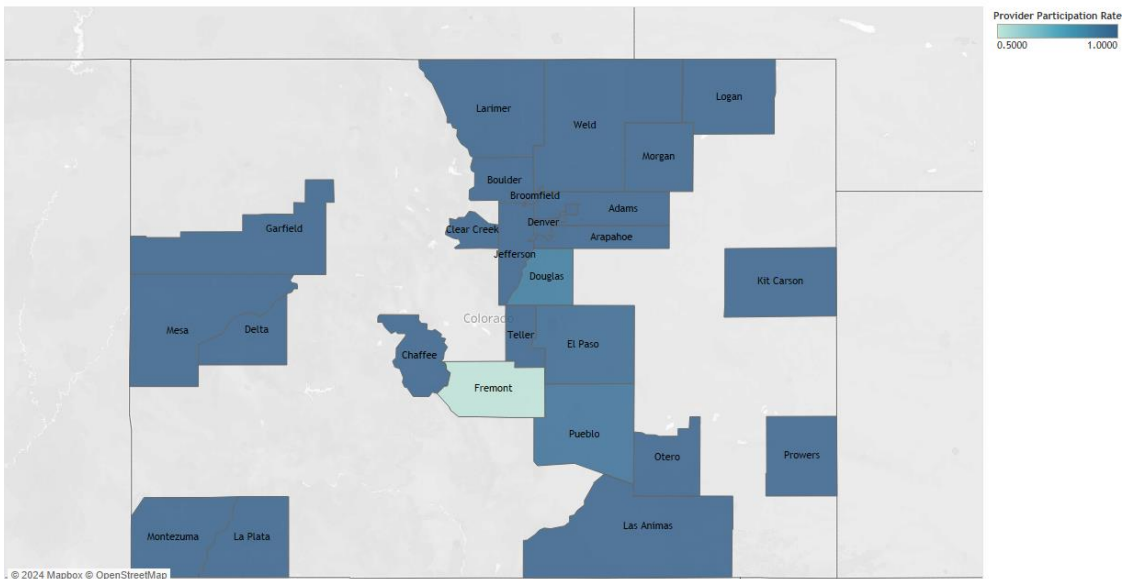 Provider Participation Rate
0.5000 1.0000
Larimer
Weld
Logan
Morgan
Boulder
Broomfield
Adams
Denver
Clear Creek
Arapahoe
Garfield
Jefferson
Douglas
Kit Carson
Mesa
Delta
Colorado
Teller
El Paso
Chaffee
Fremont
Pueblo
Otero
Prowers
Las Animas
Montezuma
La Plata
© 2024 Mapbox © OpenStreetMap